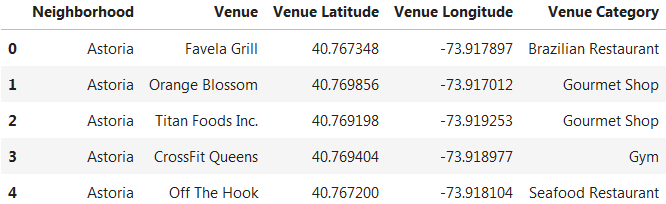 Neighborhood Venue Venue Latitude Venue Longitude Venue Category
0 Astoria Favela Grill 40.767348 -73.917897 Brazilian Restaurant
1 Astoria Orange Blossom 40.769856 -73.917012 Gourmet Shop
2 Astoria Titan Foods Inc. 40.769198 -73.919253 Gourmet Shop
3 Astoria CrossFit Queens 40.769404 -73.918977 Gym
4 Astoria Off The Hook 40.767200 -73.918104 Seafood Restaurant